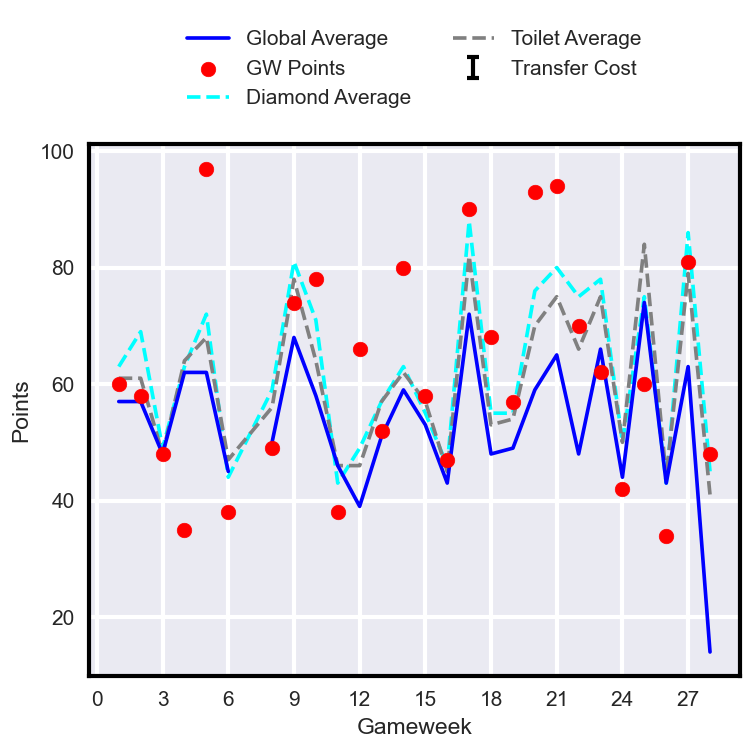 Global Average
GW Points
Diamond Average
Toilet Average
Transfer Cost
100
80
60
40
20
Points
0 3 6 9 12 15 18 21 24 27
Gameweek